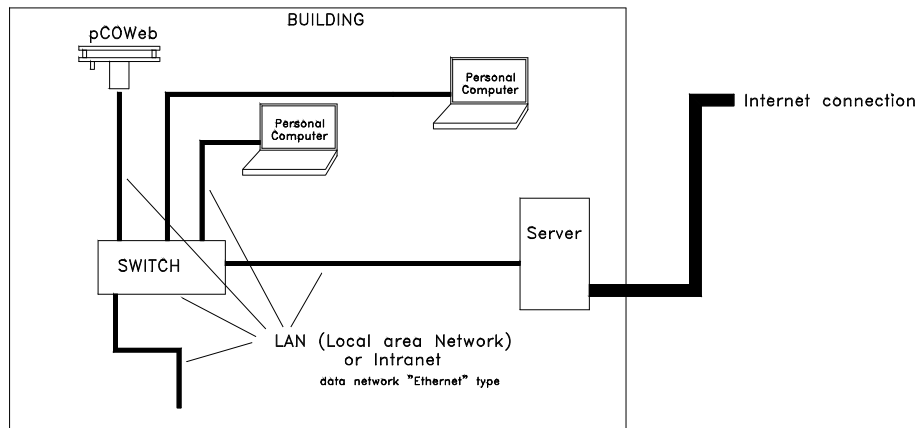 BUILDING
pCOWeb
Personal
Computer
Personal
Computer
Internet connection
Server
SWITCH
LAN (Local area Network)
or Intranet
data network "Ethernet" type